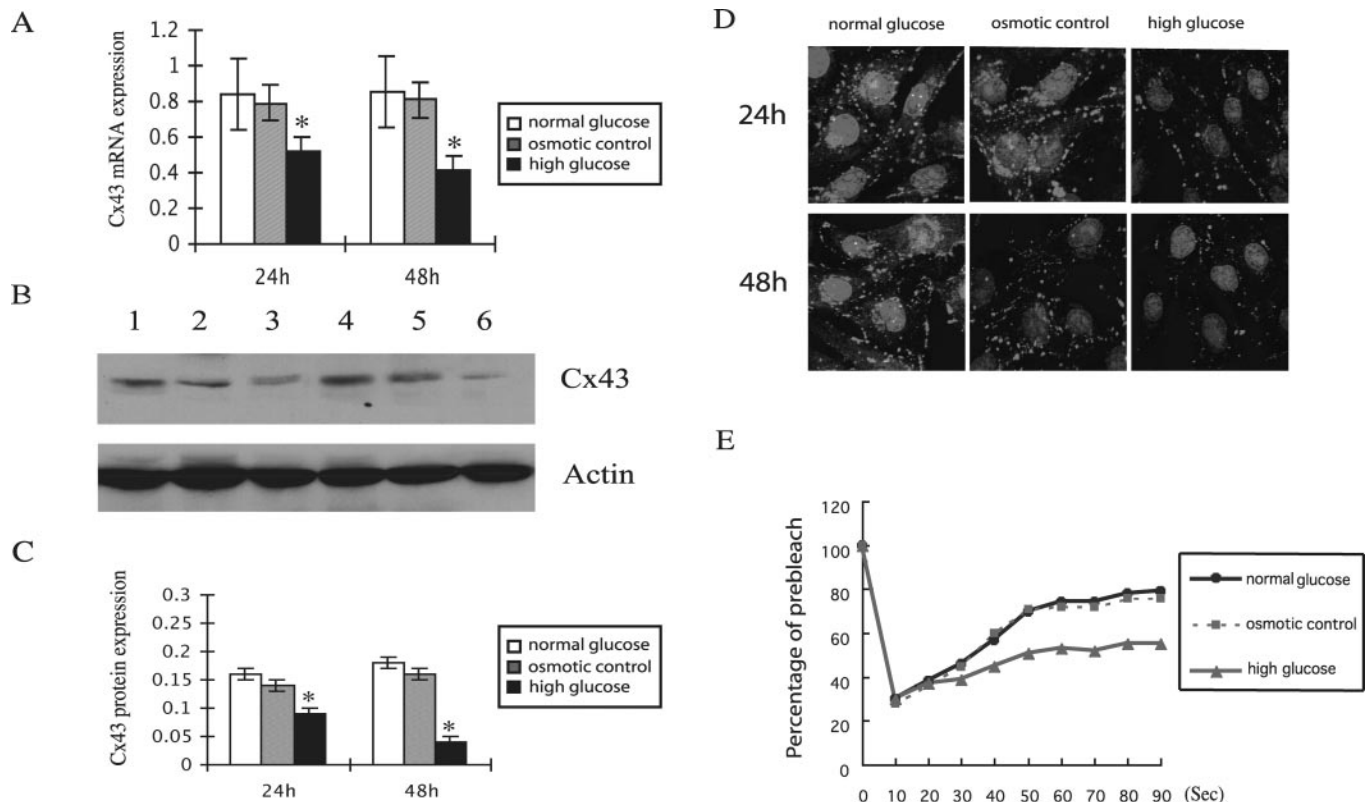 A
Cx43 mRNA expression
1.2
1
0.8
0.6
0.4
0.2
0
*
*
24h
48h
normal glucose
osmotic control
high glucose
B
1 2 3 4 5 6
Cx43
Actin
C
Cx43 protein expression
0.3
0.25
0.2
0.15
0.1
0.05
0
*
*
24h
48h
normal glucose
osmotic control
high glucose
D
normal glucose osmotic control high glucose
24h
48h
E
Percentage of prebleach
120
100
80
60
40
20
0
0 10 20 30 40 50 60 70 80 90 (Sec)
normal glucose
osmotic control
high glucose